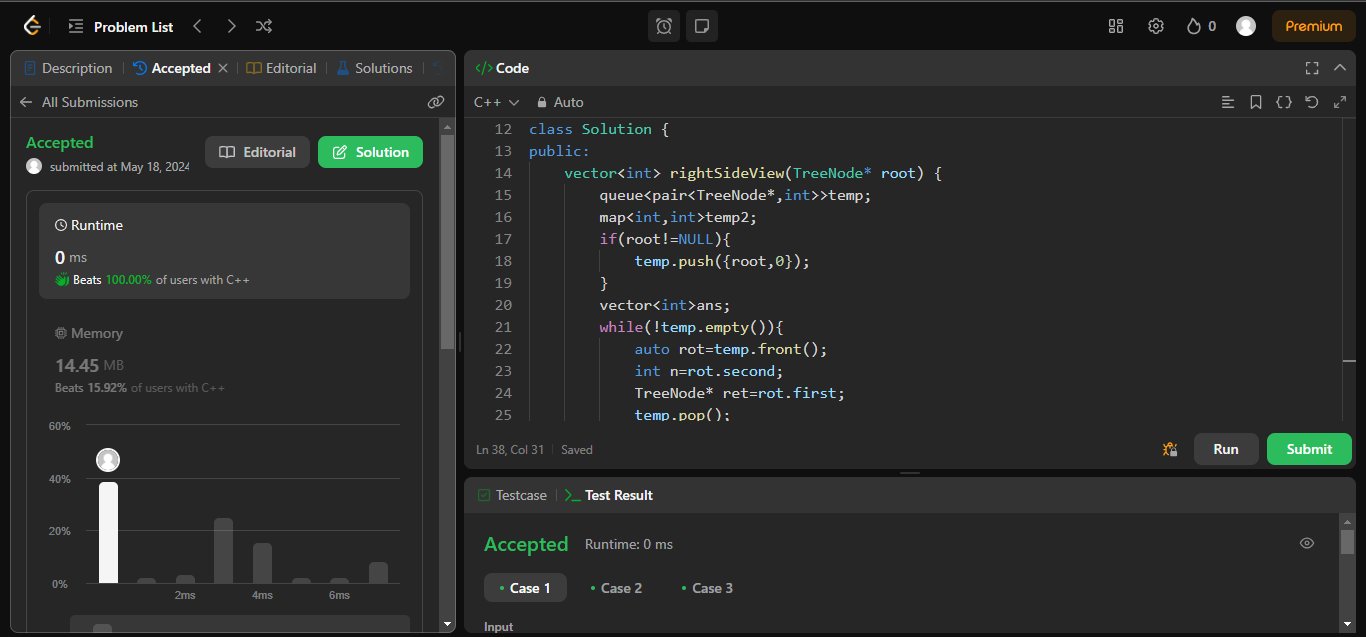 Problem List
0
Premium
Description
Accepted
Editorial
Solutions
All Submissions
Accepted
submitted at May 18, 2024
Editorial
Solution
Runtime
0 ms
Beats 100.00% of users with C++
Memory
14.45 MB
Beats 15.92% of users with C++
60%
40%
20%
0%
2ms
4ms
6ms
</> Code
C++
Auto
12 class Solution {
13 public:
14 vector<int> rightSideView(TreeNode* root) {
15 queue<pair<TreeNode*,int>>temp;
16 map<int,int>temp2;
17 if(root!=NULL){
18 temp.push({root,0});
19 }
20 vector<int>ans;
21 while(!temp.empty()){
22 auto rot=temp.front();
23 int n=rot.second;
24 TreeNode* ret=rot.first;
25 temp.pop();
Ln 38, Col 31
Saved
Run
Submit
Testcase
Test Result
Accepted
Runtime: 0 ms
Case 1
Case 2
Case 3
Input